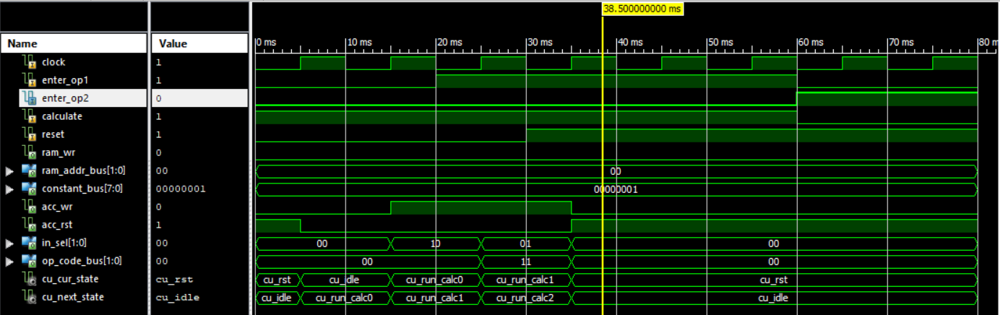 38.500000000 ms
Name Value 0 ms 10 ms 20 ms 30 ms 40 ms 50 ms 60 ms 70 ms 80 m
clock 1
enter_op1 1
enter_op2 0
calculate 1
reset 1
ram_wr 0
ram_addr_bus[1:0] 00 00
constant_bus[7:0] 00000001 00000001
acc_wr 0
acc_rst 1
in_sel[1:0] 00 00 10 01 00
op_code_bus[1:0] 00 00 11 00
cu_cur_state cu_rst cu_rst cu_idle cu_run_calc0 cu_run_calc1 cu_rst
cu_next_state cu_idle cu_idle cu_run_calc0 cu_run_calc1 cu_run_calc2 cu_idle